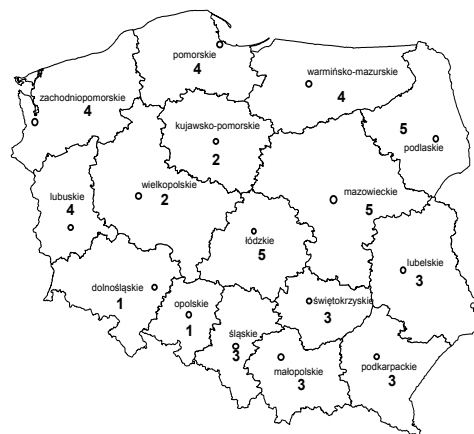 pomorskie
4
warmińsko-mazurskie
4
zachodniopomorskie
4
kujawsko-pomorskie
2
5
podlaskie
wielkopolskie
2
mazowieckie
5
lubuskie
4
łódzkie
5
lubelskie
3
dolnośląskie
1
opolskie
1
świętokrzyskie
3
śląskie
3
małopolskie
3
podkarpackie
3